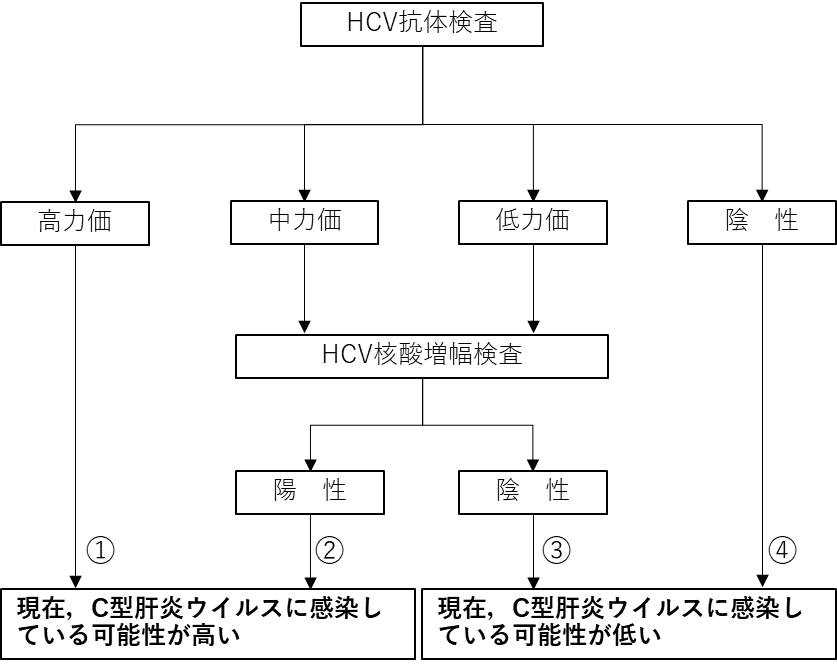 HCV抗体検査
高力価
中力価
低力価
陰　性
HCV核酸増幅検査
陽　性
陰　性
①
②
③
④
現在，C型肝炎ウイルスに感染し
ている可能性が高い
現在，C型肝炎ウイルスに感染し
ている可能性が低い